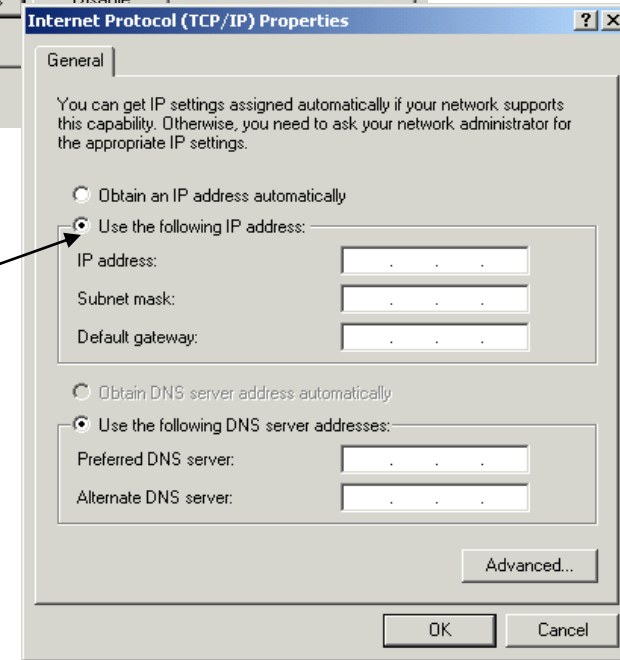 Disable
Internet Protocol (TCP/IP) Properties
General
You can get IP settings assigned automatically if your network supports
this capability. Otherwise, you need to ask your network administrator for
the appropriate IP settings.
Obtain an IP address automatically
Use the following IP address:
IP address:
Subnet mask:
Default gateway:
Obtain DNS server address automatically
Use the following DNS server addresses:
Preferred DNS server:
Alternate DNS server:
Advanced...
OK Cancel